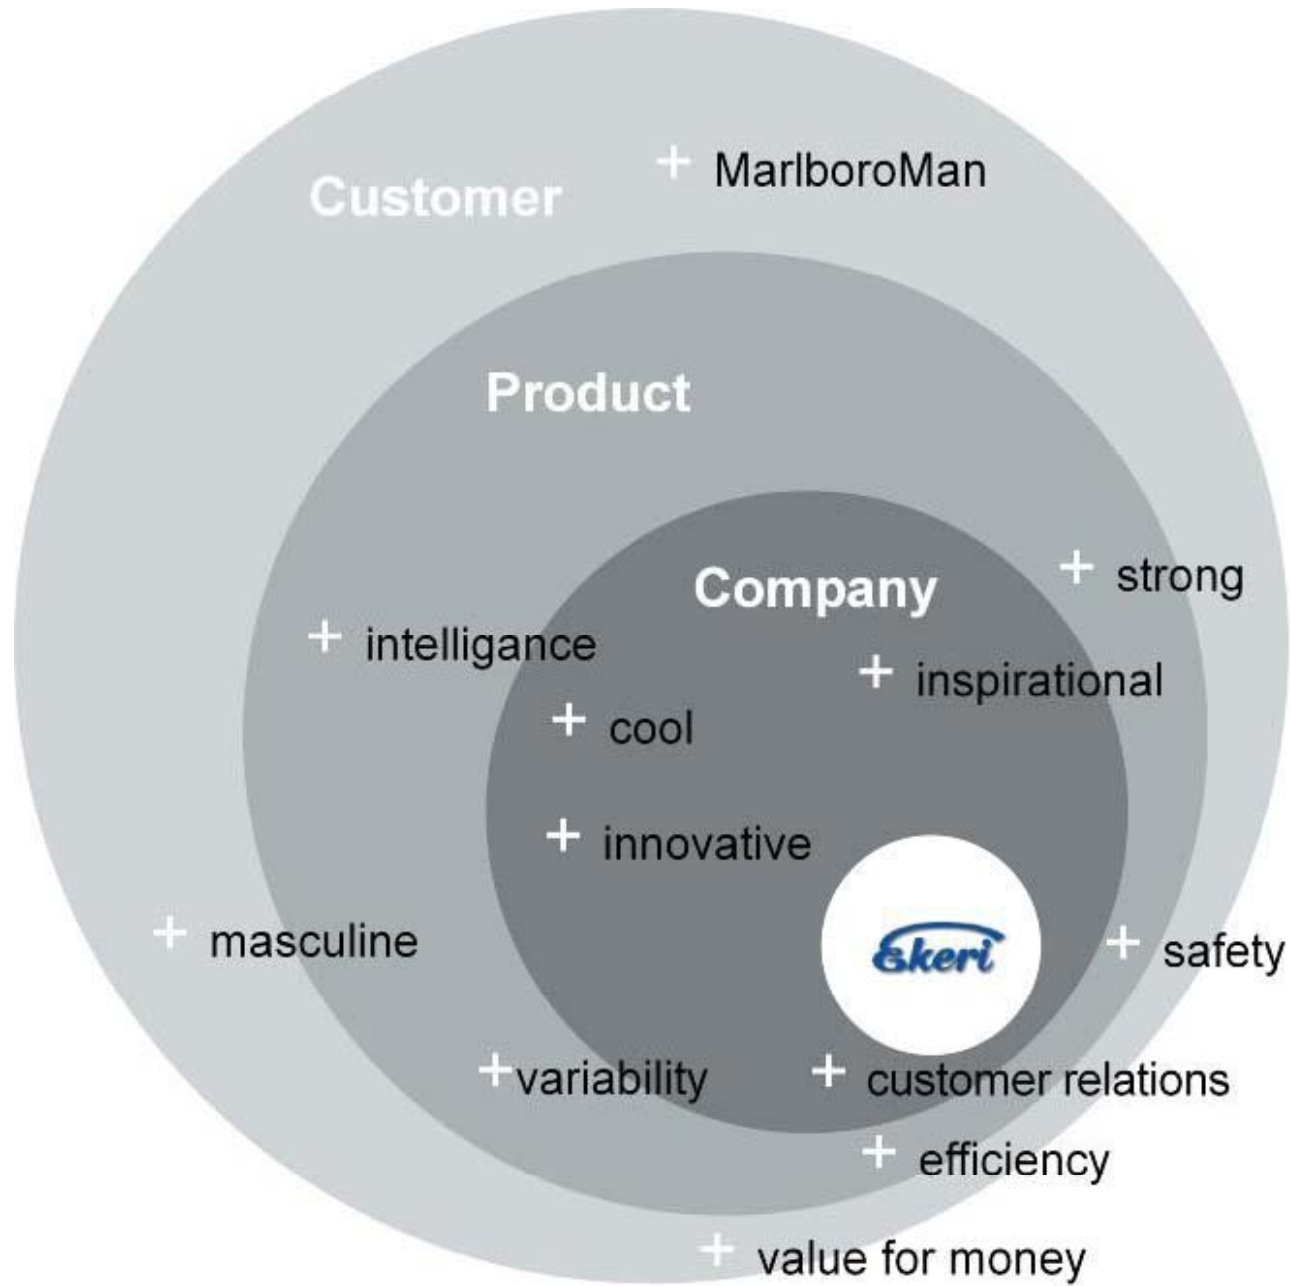 MarlboroMan
Customer
Product
strong
Company
intelligance
inspirational
cool
innovative
masculine
Ekeri
safety
variability
customer relations
efficiency
value for money